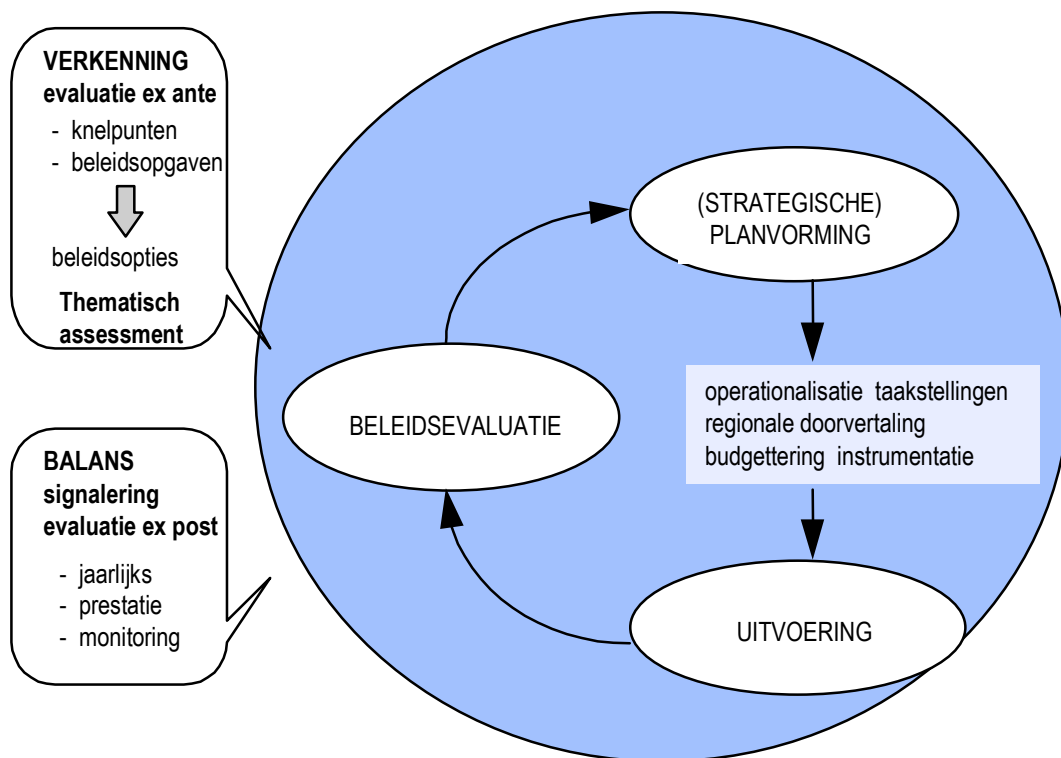 VERKENNING
evaluatie ex ante
- knelpunten
- beleidsopgaven
beleidsopties
Thematisch
assessment
BALANS
signalering
evaluatie ex post
- jaarlijks
- prestatie
- monitoring
(STRATEGISCHE)
PLANVORMING
operationalisatie taakstellingen
regionale doorvertaling
budgettering instrumentatie
UITVOERING
BELEIDSEVALUATIE